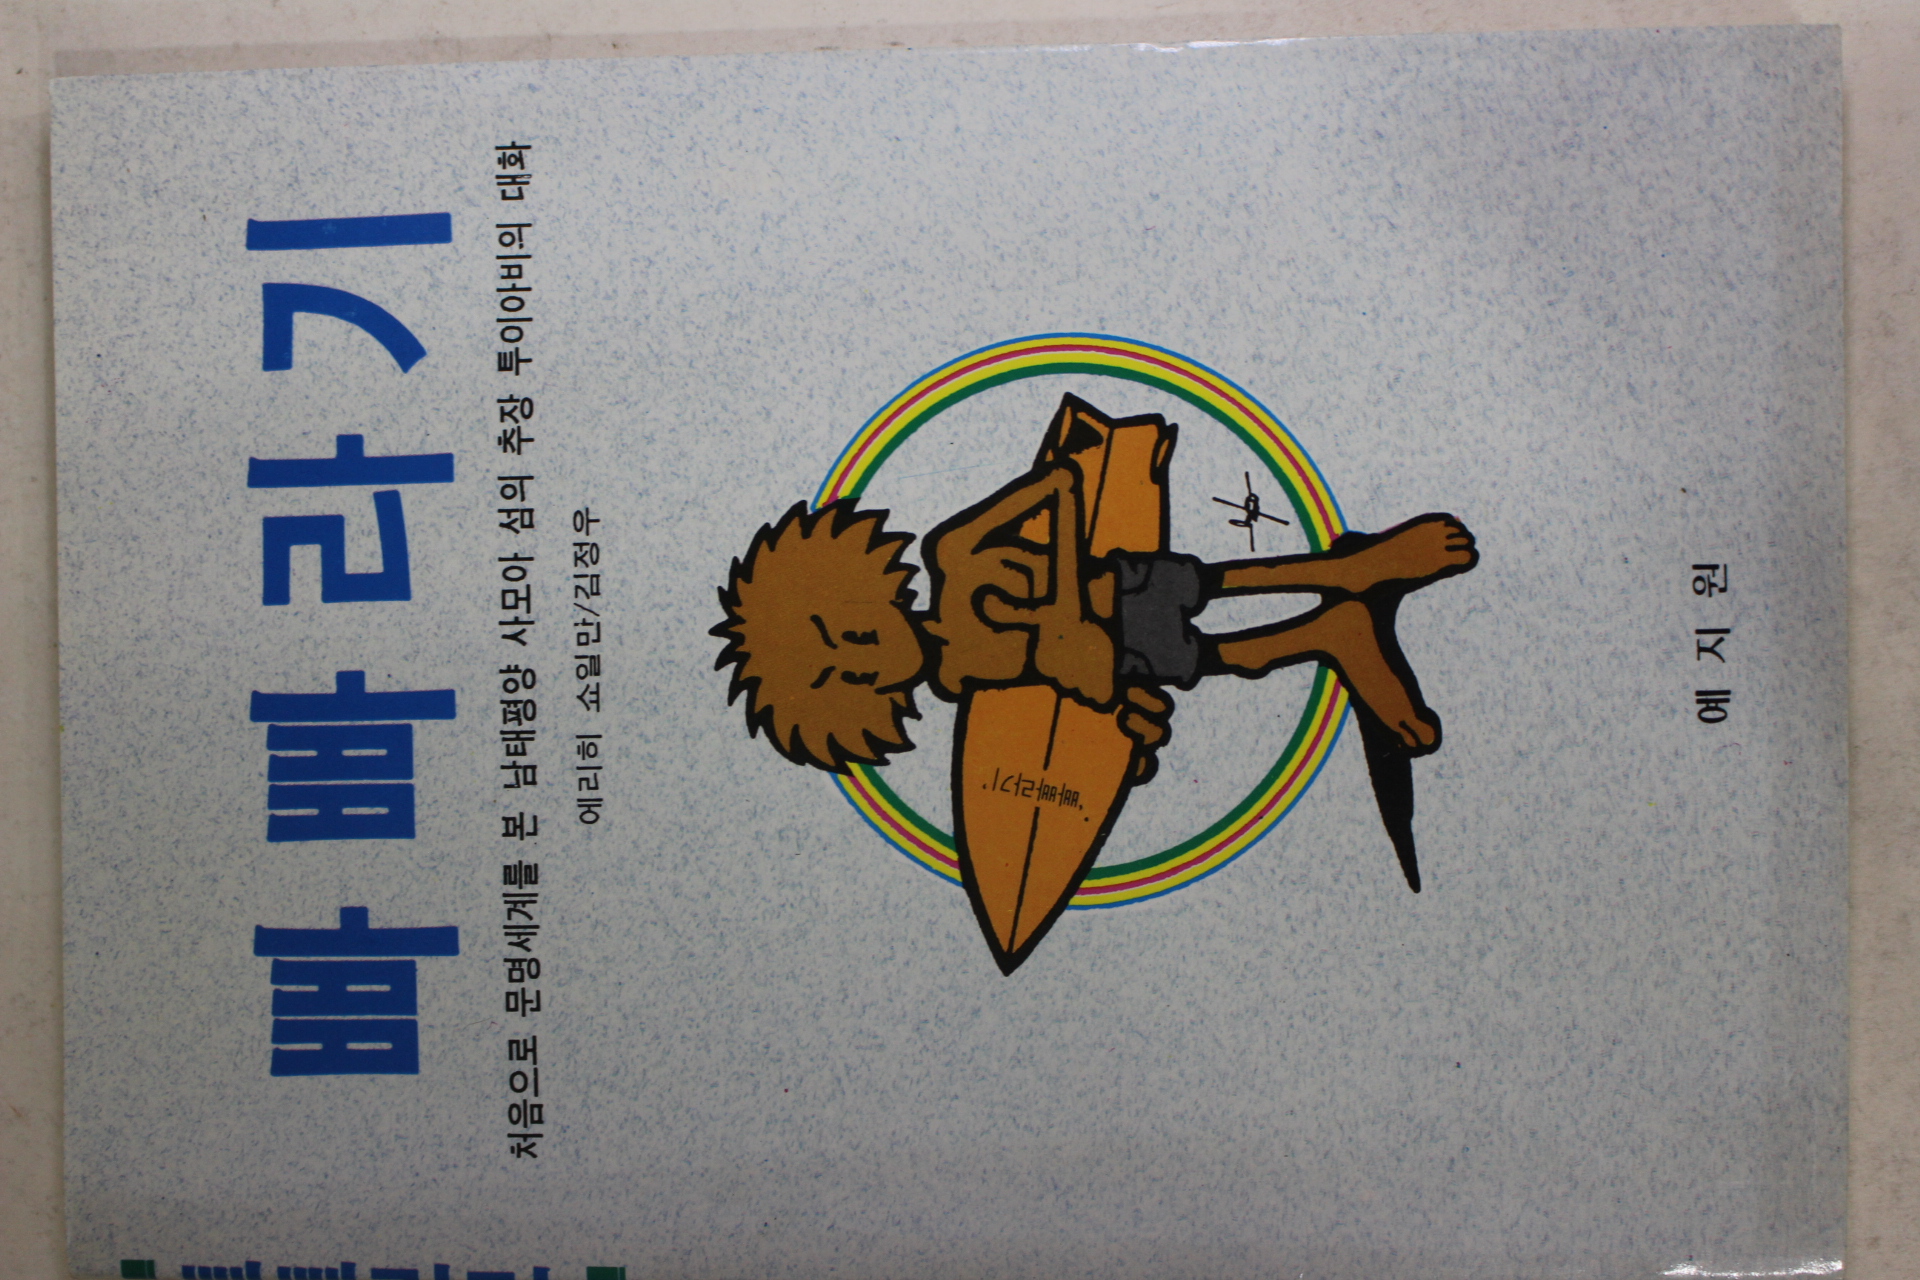 빠빠라기
처음으로 문명세계를 본 남태평양 사모아 섬의 추장 투이아비의 대화
에리히 쇼일만/김정우
'빠빠라기'
예지원